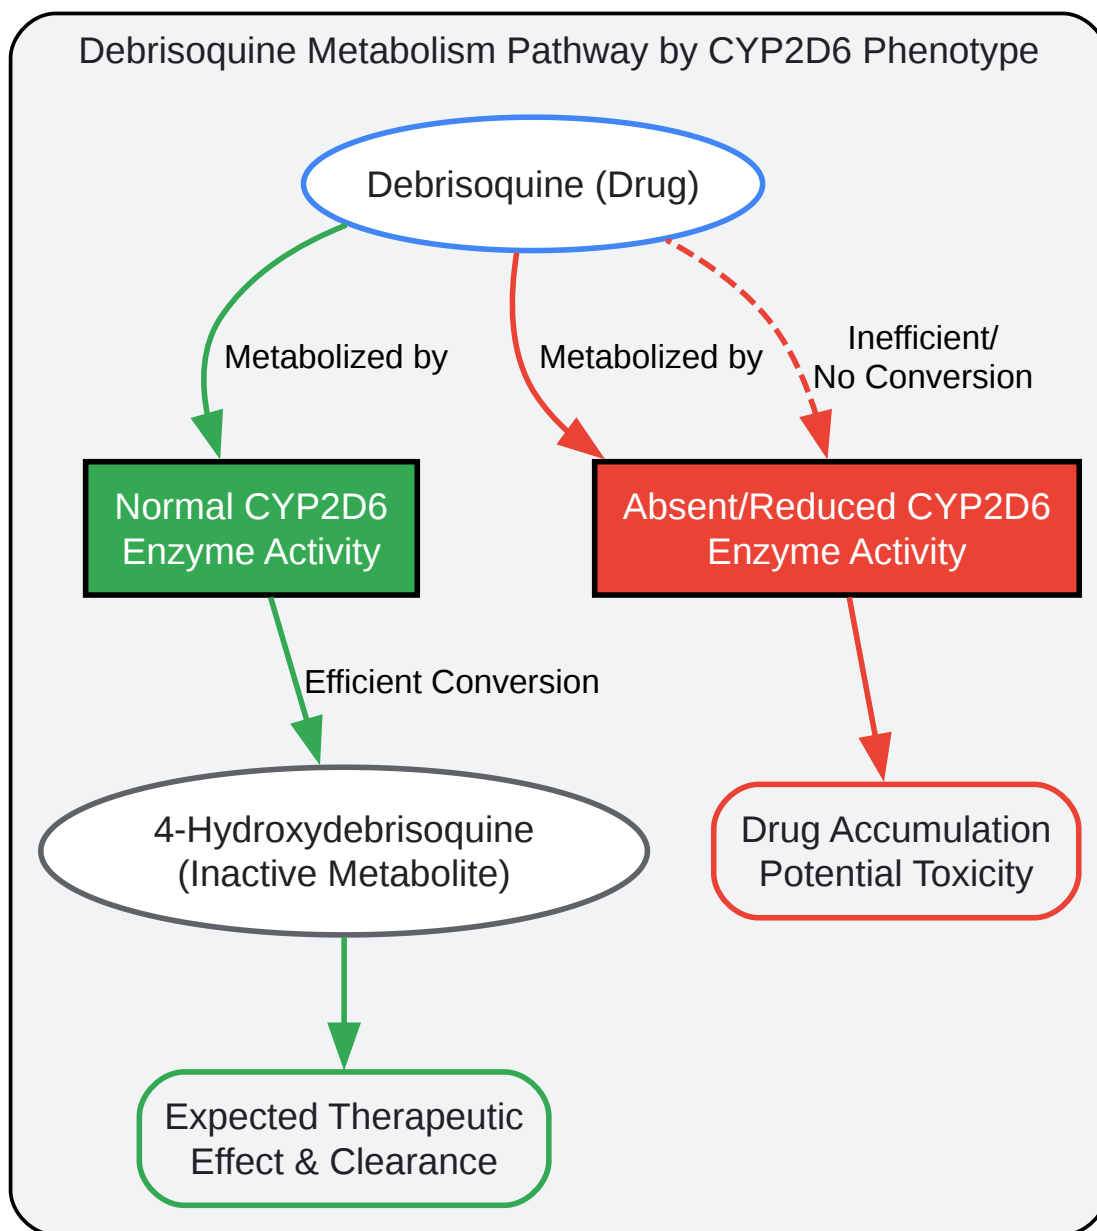 Debrisoquine Metabolism Pathway by CYP2D6 Phenotype
Debrisoquine (Drug)
Metabolized by
Metabolized by
Inefficient/
No Conversion
Normal CYP2D6
Enzyme Activity
Absent/Reduced CYP2D6
Enzyme Activity
Efficient Conversion
4-Hydroxydebrisoquine
(Inactive Metabolite)
Drug Accumulation
Potential Toxicity
Expected Therapeutic
Effect & Clearance